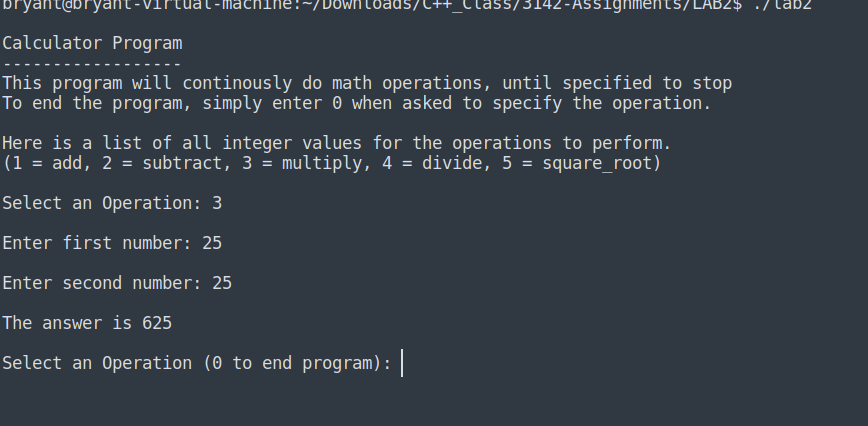 bryant@bryant-virtual-machine:~/Downloads/C++_Class/3142-Assignments/LAB2$ ./lab2
Calculator Program
------------------
This program will continously do math operations, until specified to stop
To end the program, simply enter 0 when asked to specify the operation.
Here is a list of all integer values for the operations to perform.
(1 = add, 2 = subtract, 3 = multiply, 4 = divide, 5 = square_root)
Select an Operation: 3
Enter first number: 25
Enter second number: 25
The answer is 625
Select an Operation (0 to end program):